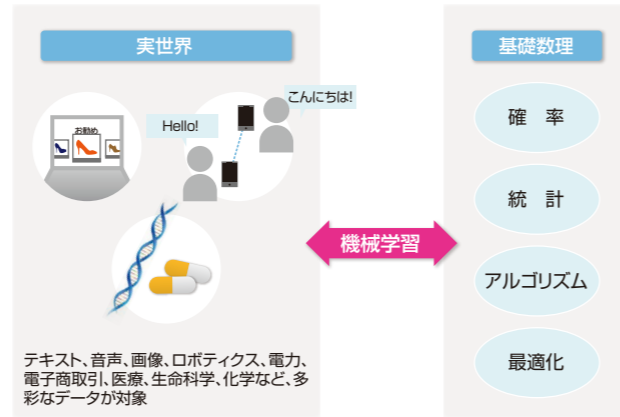 実世界
基礎数理
お勧め
Hello!
こんにちは!
機械学習
確 率
統 計
アルゴリズム
最適化
テキスト、音声、画像、ロボティクス、電力、
電子商取引、医療、生命科学、化学など、多
彩なデータが対象